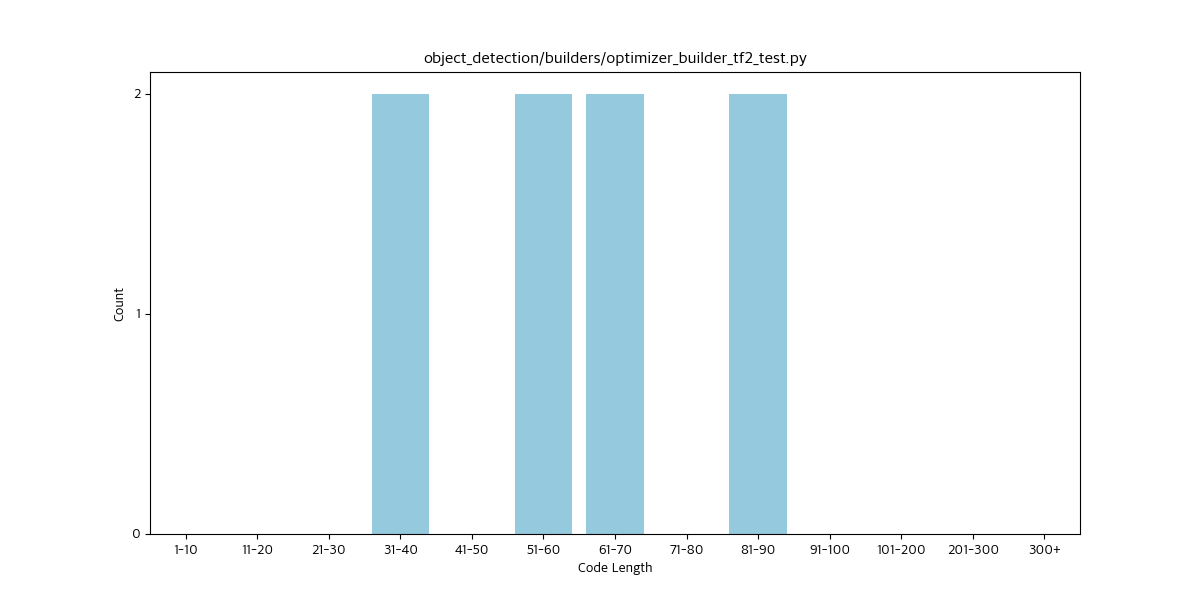 object_detection/builders/optimizer_builder_tf2_test.py
2
1
0
Count
1-10 11-20 21-30 31-40 41-50 51-60 61-70 71-80 81-90 91-100 101-200 201-300 300+
Code Length